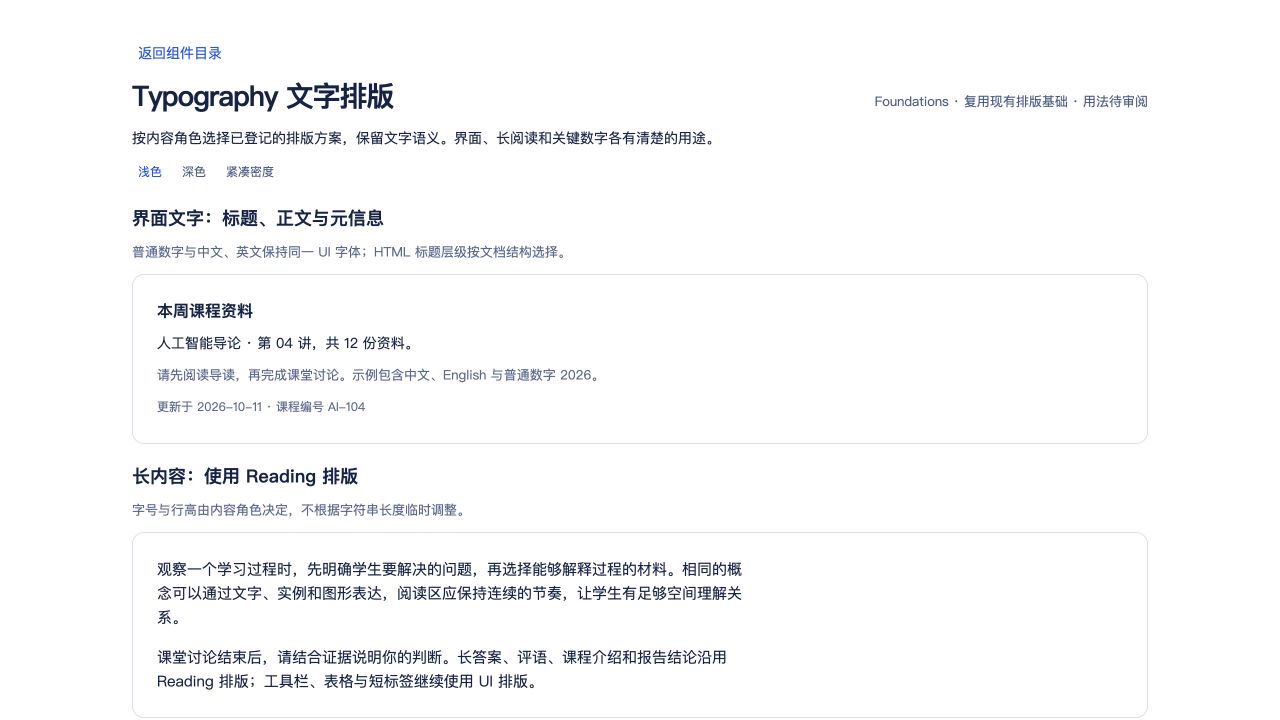 返回组件目录
Typography 文字排版
Foundations · 复用现有排版基础 · 用法待审阅
按内容角色选择已登记的排版方案，保留文字语义。界面、长阅读和关键数字各有清楚的用途。
浅色 深色 紧凑密度
界面文字：标题、正文与元信息
普通数字与中文、英文保持同一 UI 字体；HTML 标题层级按文档结构选择。
本周课程资料
人工智能导论 · 第 04 讲，共 12 份资料。
请先阅读导读，再完成课堂讨论。示例包含中文、English 与普通数字 2026。
更新于 2026-10-11 · 课程编号 AI-104
长内容：使用 Reading 排版
字号与行高由内容角色决定，不根据字符串长度临时调整。
观察一个学习过程时，先明确学生要解决的问题，再选择能够解释过程的材料。相同的概
念可以通过文字、实例和图形表达，阅读区应保持连续的节奏，让学生有足够空间理解关
系。
课堂讨论结束后，请结合证据说明你的判断。长答案、评语、课程介绍和报告结论沿用
Reading 排版；工具栏、表格与短标签继续使用 UI 排版。